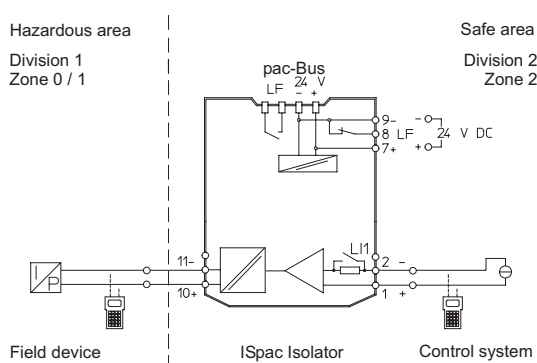 Hazardous area
Safe area
Division 1
Zone 0 / 1
Division 2
Zone 2
pac-Bus
LF 24 V
- +
9-
8 LF
7+
-
+
24 V DC
LI1
11-
10+
2 -
1 +
I
P
Field device
ISpac Isolator
Control system